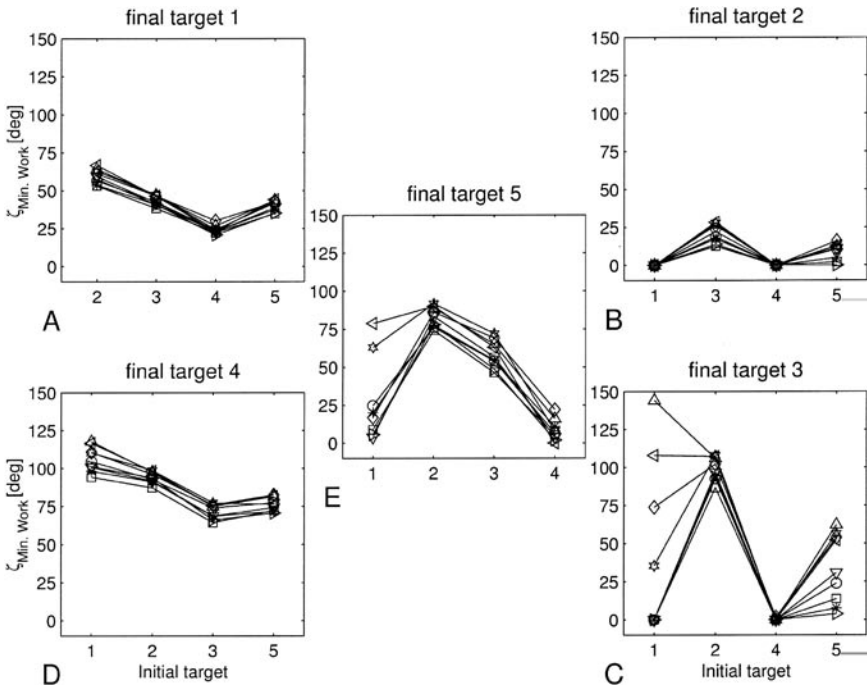 final target 1
150
125
100
75
50
25
0
ζMin. Work [deg]
2 3 4 5
A
final target 2
150
125
100
75
50
25
0
1 3 4 5
B
final target 5
150
125
100
75
50
25
0
1 2 3 4
E
final target 4
150
125
100
75
50
25
0
ζMin. Work [deg]
1 2 3 5
Initial target
D
final target 3
150
125
100
75
50
25
0
1 2 4 5
Initial target
C